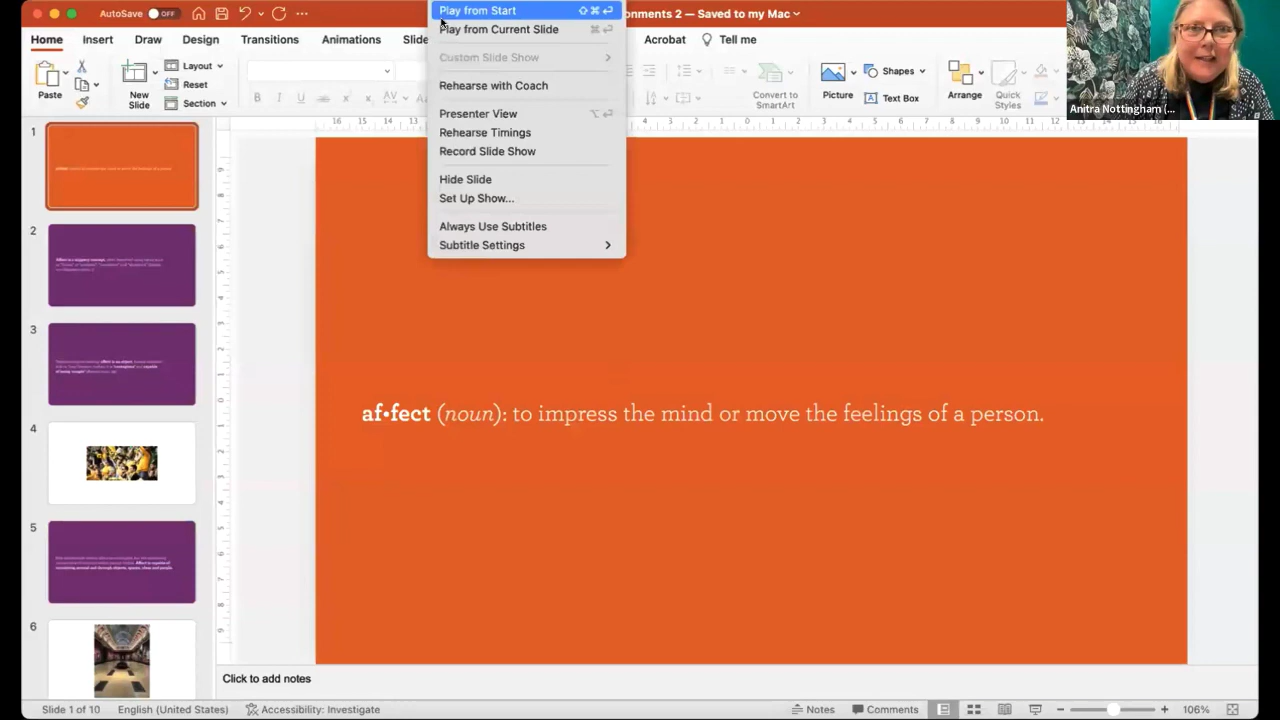 AutoSave OFF
onments 2 — Saved to my Mac
Home Insert Draw Design Transitions Animations Slide Acrobat Tell me
Paste
New Slide
Layout
Reset
Section
Convert to SmartArt
Picture
Shapes
Text Box
Arrange
Quick Styles
Play from Start ⇧⌘↩
Play from Current Slide ⌘↩
Custom Slide Show
Rehearse with Coach
Presenter View ⌥↩
Rehearse Timings
Record Slide Show
Hide Slide
Set Up Show...
Always Use Subtitles
Subtitle Settings
Anitra Nottingham (...
1
2
3
4
5
6
af•fect (noun): to impress the mind or move the feelings of a person.
Click to add notes
Slide 1 of 10 English (United States) Accessibility: Investigate Notes Comments 106%